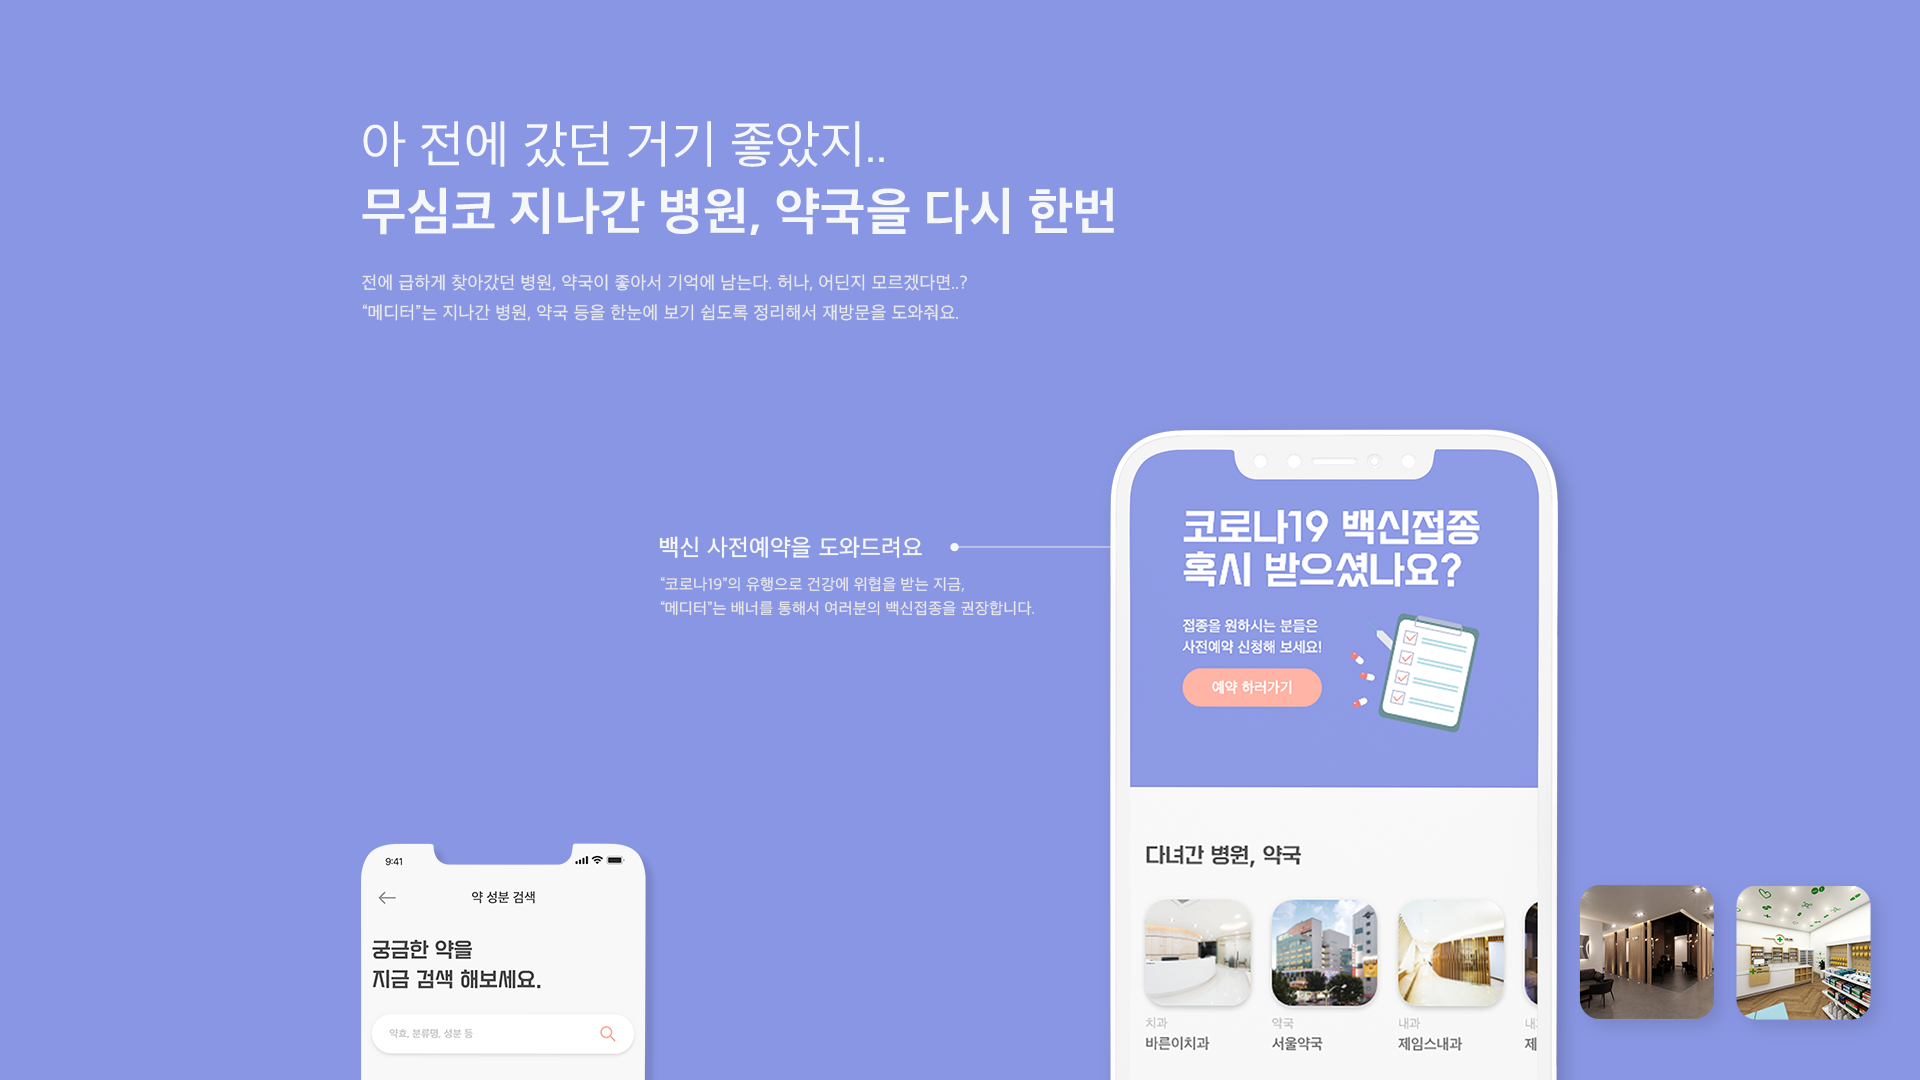 아 전에 갔던 거기 좋았지..
무심코 지나간 병원, 약국을 다시 한번
전에 급하게 찾아갔던 병원, 약국이 좋아서 기억에 남는다. 허나, 어딘지 모르겠다면..?
“메디터”는 지나간 병원, 약국 등을 한눈에 보기 쉽도록 정리해서 재방문을 도와줘요.
백신 사전예약을 도와드려요
“코로나19”의 유행으로 건강에 위협을 받는 지금,
“메디터”는 배너를 통해서 여러분의 백신접종을 권장합니다.
코로나19 백신접종
혹시 받으셨나요?
접종을 원하시는 분들은
사전예약 신청해 보세요!
예약 하러가기
다녀간 병원, 약국
치과
바른이치과
약국
서울약국
내과
제임스내과
제
9:41
약 성분 검색
궁금한 약을
지금 검색 해보세요.
약효, 분류명, 성분 등